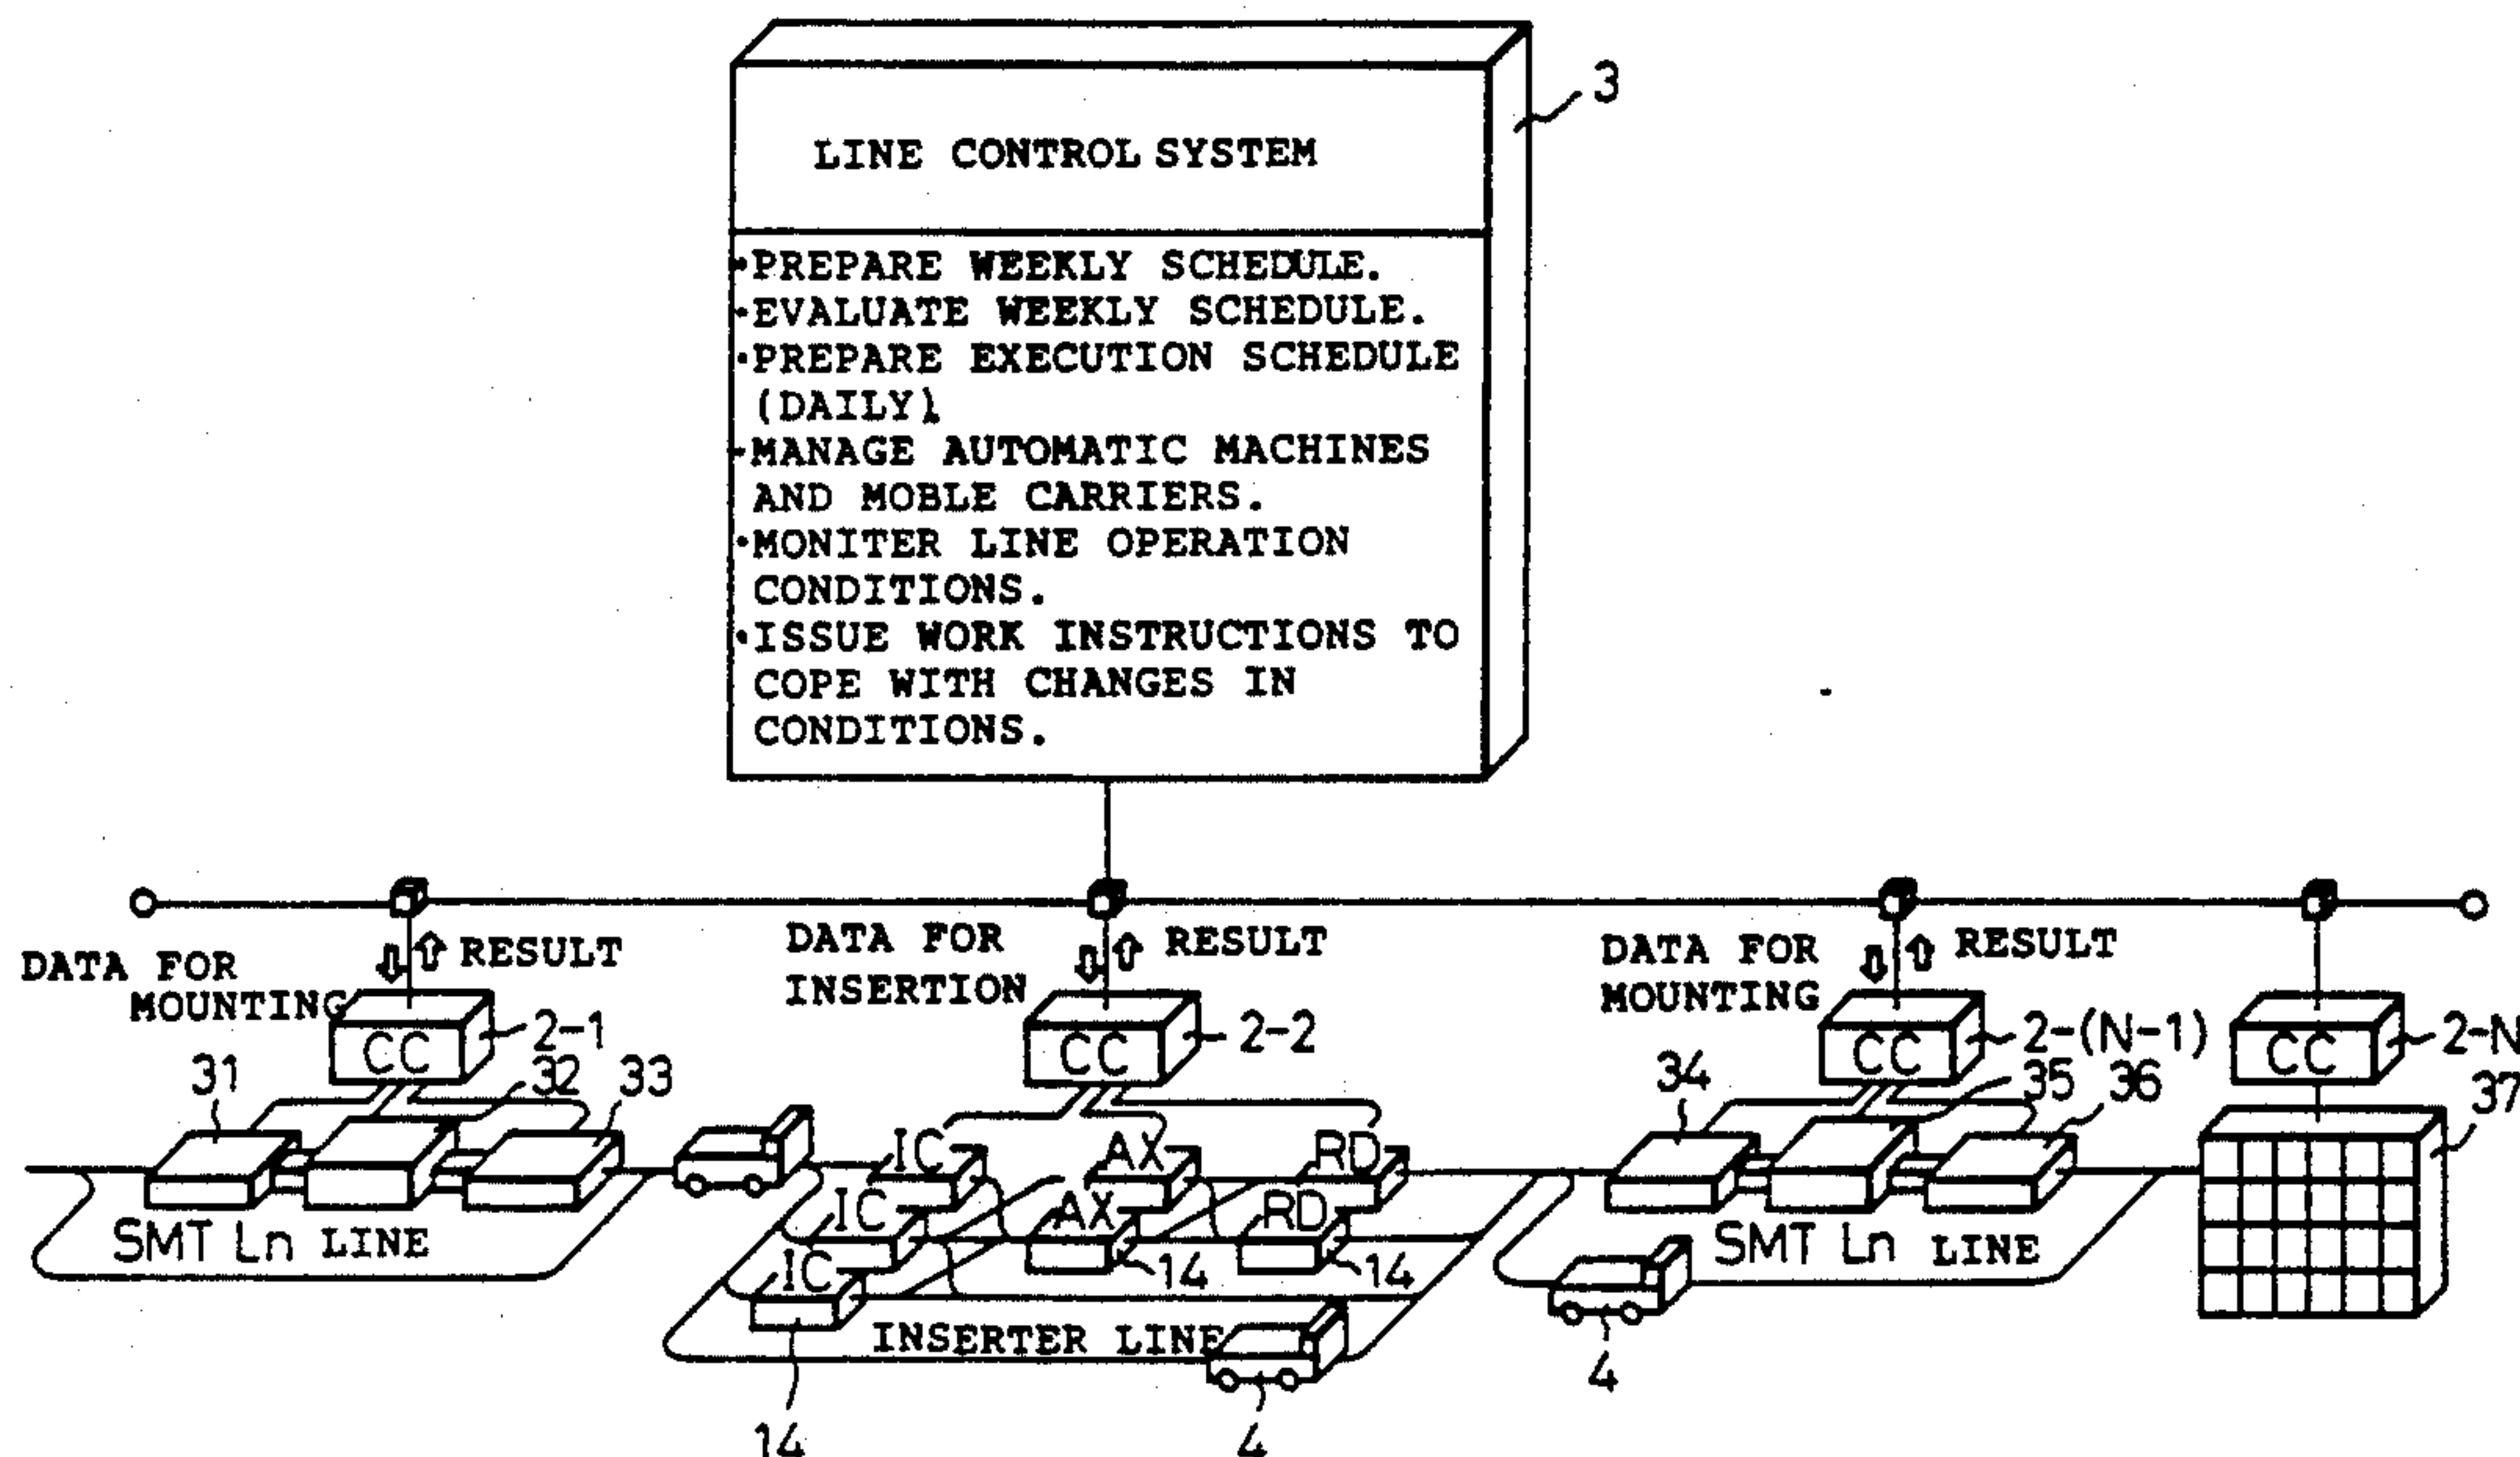 3
LINE CONTROL SYSTEM
·PREPARE WEEKLY SCHEDULE.
·EVALUATE WEEKLY SCHEDULE.
·PREPARE EXECUTION SCHEDULE
(DAILY)
·MANAGE AUTOMATIC MACHINES
AND MOBLE CARRIERS.
·MONITER LINE OPERATION
CONDITIONS.
·ISSUE WORK INSTRUCTIONS TO
COPE WITH CHANGES IN
CONDITIONS.
DATA FOR
MOUNTING
RESULT
DATA FOR
INSERTION
RESULT
DATA FOR
MOUNTING
RESULT
CC
2-1
CC
2-2
CC
2-(N-1)
CC
2-N
31
32
33
34
35
36
37
IC
AX
RD
IC
AX
RD
IC
14
14
SMT Ln LINE
SMT Ln LINE
INSERTER LINE
14
4
4